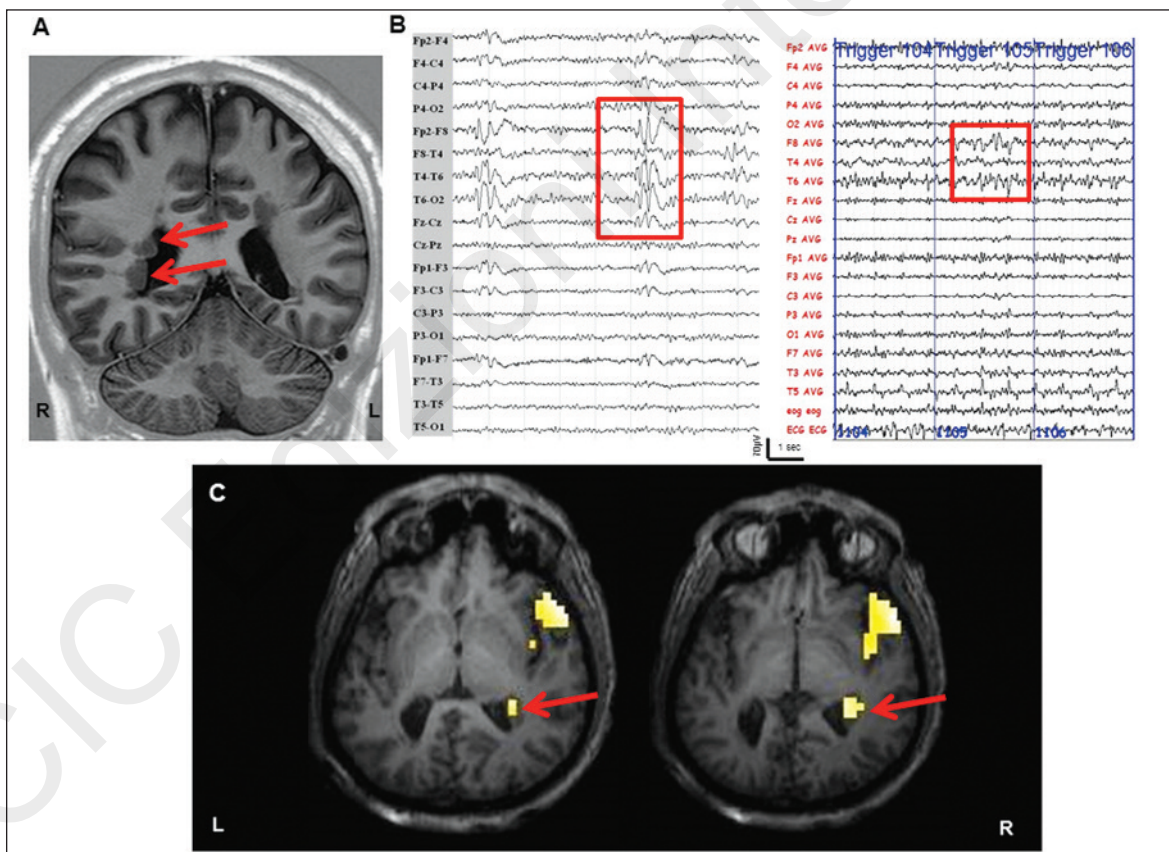 A
R
L
B
Fp2-F4
F4-C4
C4-P4
P4-O2
Fp2-F8
F8-T4
T4-T6
T6-O2
Fz-Cz
Cz-Pz
Fp1-F3
F3-C3
C3-P3
P3-O1
Fp1-F7
F7-T3
T3-T5
T5-O1
70µV
1 sec
Trigger 104 Trigger 105 Trigger 106
Fp2 AVG
F4 AVG
C4 AVG
P4 AVG
O2 AVG
F8 AVG
T4 AVG
T6 AVG
Fz AVG
Cz AVG
Pz AVG
Fp1 AVG
F3 AVG
C3 AVG
P3 AVG
O1 AVG
F7 AVG
T3 AVG
T5 AVG
eog eog
ECG ECG
1104 1105 1106
C
L
R